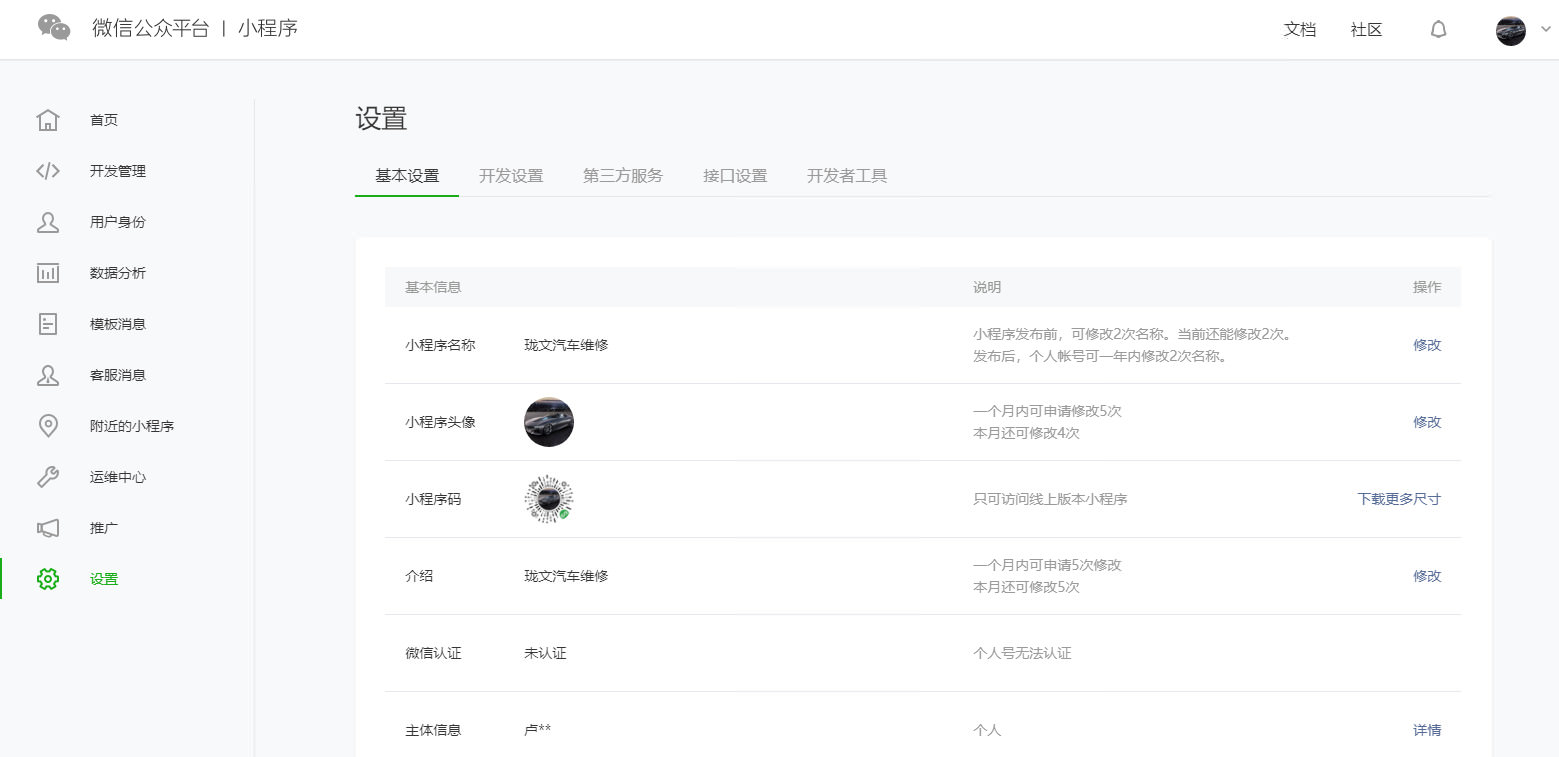 微信公众平台 | 小程序
文档
社区
首页
开发管理
用户身份
数据分析
模板消息
客服消息
附近的小程序
运维中心
推广
设置
设置
基本设置
开发设置
第三方服务
接口设置
开发者工具
基本信息
说明
操作
小程序名称
珑文汽车维修
小程序发布前，可修改2次名称。当前还能修改2次。
发布后，个人帐号可一年内修改2次名称。
修改
小程序头像
一个月内可申请修改5次
本月还可修改4次
修改
小程序码
只可访问线上版本小程序
下载更多尺寸
介绍
珑文汽车维修
一个月内可申请5次修改
本月还可修改5次
修改
微信认证
未认证
个人号无法认证
主体信息
卢**
个人
详情